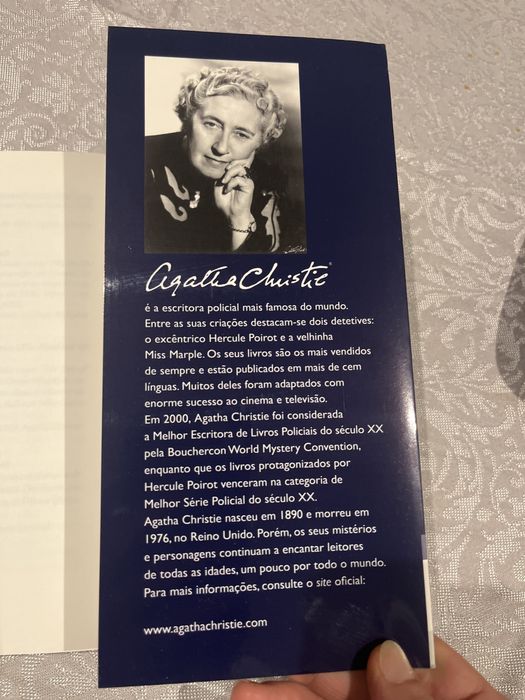 Agatha Christie®
é a escritora policial mais famosa do mundo.
Entre as suas criações destacam-se dois detetives:
o excêntrico Hercule Poirot e a velhinha
Miss Marple. Os seus livros são os mais vendidos
de sempre e estão publicados em mais de cem
línguas. Muitos deles foram adaptados com
enorme sucesso ao cinema e televisão.
Em 2000, Agatha Christie foi considerada
a Melhor Escritora de Livros Policiais do século XX
pela Bouchercon World Mystery Convention,
enquanto que os livros protagonizados por
Hercule Poirot venceram na categoria de
Melhor Série Policial do século XX.
Agatha Christie nasceu em 1890 e morreu em
1976, no Reino Unido. Porém, os seus mistérios
e personagens continuam a encantar leitores
de todas as idades, um pouco por todo o mundo.
Para mais informações, consulte o site oficial:
www.agathachristie.com